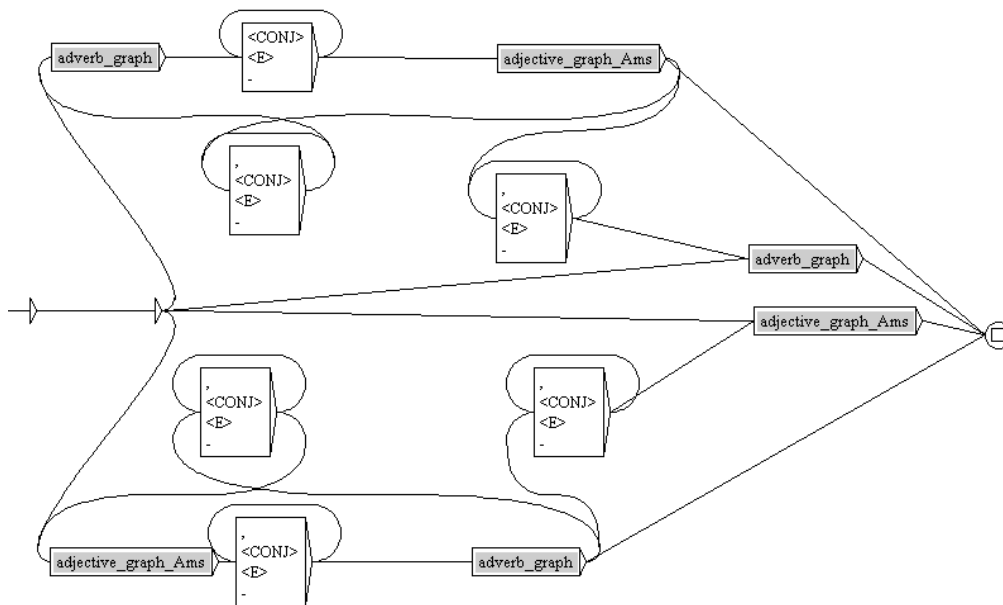 adverb_graph
<CONJ>
<E>
-
adjective_graph_Ams
,
<CONJ>
<E>
-
,
<CONJ>
<E>
-
adverb_graph
adjective_graph_Ams
,
<CONJ>
<E>
-
,
<CONJ>
<E>
-
adjective_graph_Ams
,
<CONJ>
<E>
-
adverb_graph